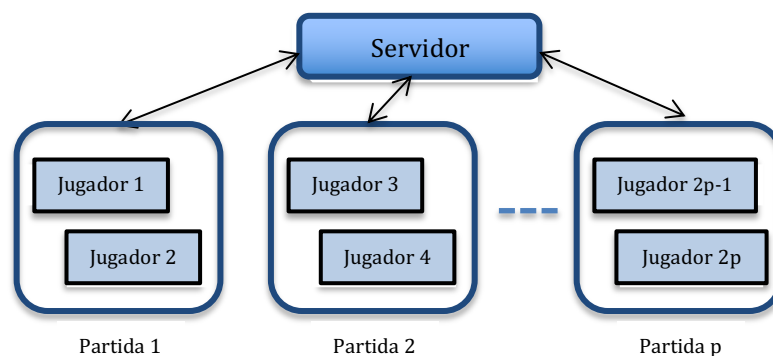 Servidor
Jugador 1
Jugador 2
Jugador 3
Jugador 4
Jugador 2p-1
Jugador 2p
Partida 1
Partida 2
Partida p